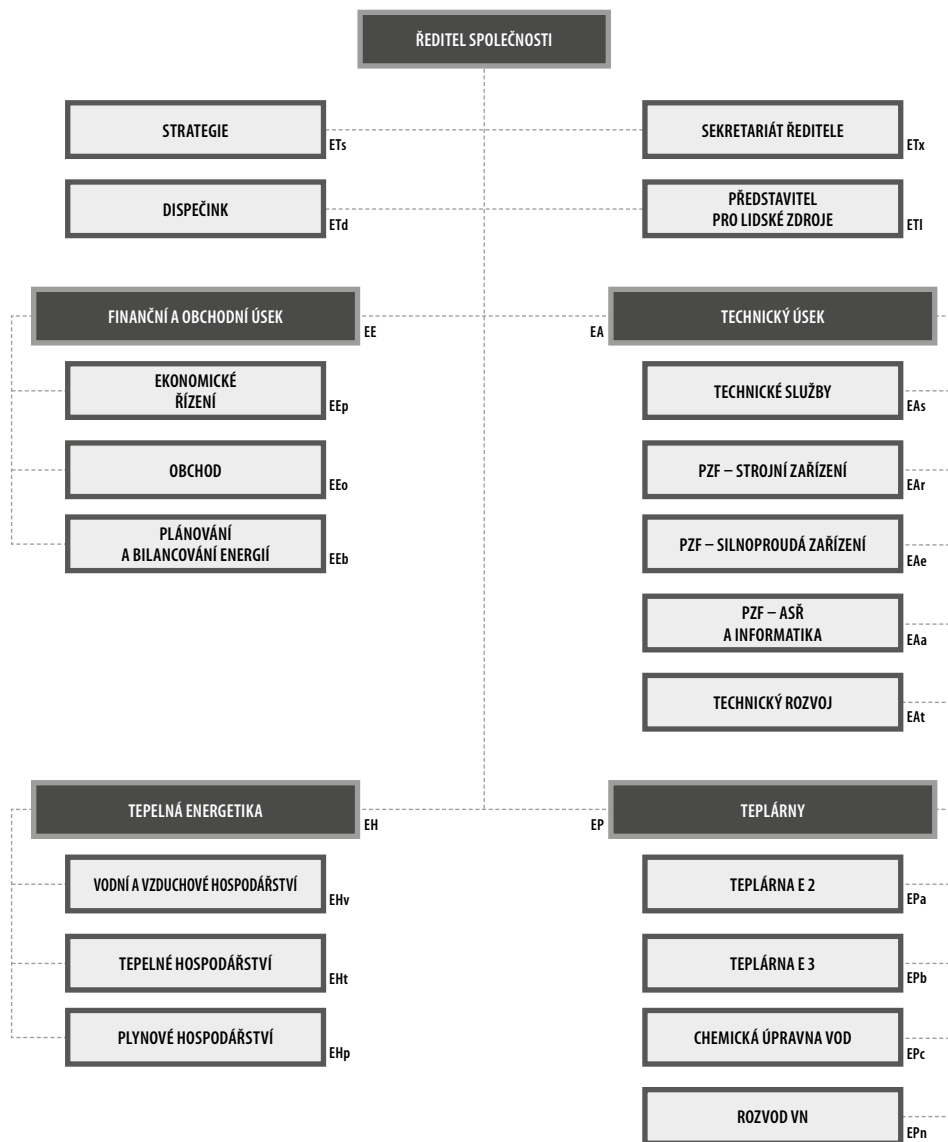 ŘEDITEL SPOLEČNOSTI
STRATEGIE
ETs
SEKRETARIÁT ŘEDITELE
ETx
DISPEČINK
ETd
PŘEDSTAVITEL
PRO LIDSKÉ ZDROJE
ETl
FINANČNÍ A OBCHODNÍ ÚSEK
EE
EKONOMICKÉ
ŘÍZENÍ
EEp
OBCHOD
EEo
PLÁNOVÁNÍ
A BILANCOVÁNÍ ENERGIÍ
EEb
EA
TECHNICKÝ ÚSEK
TECHNICKÉ SLUŽBY
EAs
PZF – STROJNÍ ZAŘÍZENÍ
EAr
PZF – SILNOPROUDÁ ZAŘÍZENÍ
EAe
PZF – ASŘ
A INFORMATIKA
EAa
TECHNICKÝ ROZVOJ
EAt
TEPELNÁ ENERGETIKA
EH
VODNÍ A VZDUCHOVÉ HOSPODÁŘSTVÍ
EHv
TEPELNÉ HOSPODÁŘSTVÍ
EHt
PLYNOVÉ HOSPODÁŘSTVÍ
EHp
EP
TEPLÁRNY
TEPLÁRNA E 2
EPa
TEPLÁRNA E 3
EPb
CHEMICKÁ ÚPRAVNA VOD
EPc
ROZVOD VN
EPn